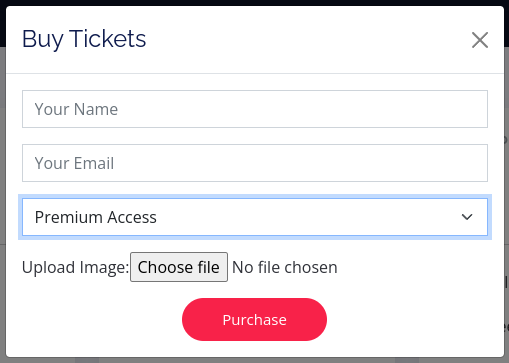 Buy Tickets
Your Name
Your Email
Premium Access
Upload Image: Choose file No file chosen
Purchase